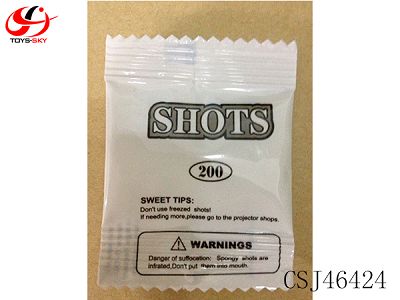 TOYS-SKY
SHOTS
200
SWEET TIPS:
Don't use freezed shots!
If needing more,please go to the projector shops.
WARNINGS
Danger of suffocation: Spongy shots are
infrated,Don't put them into mouth.
CSJ46424